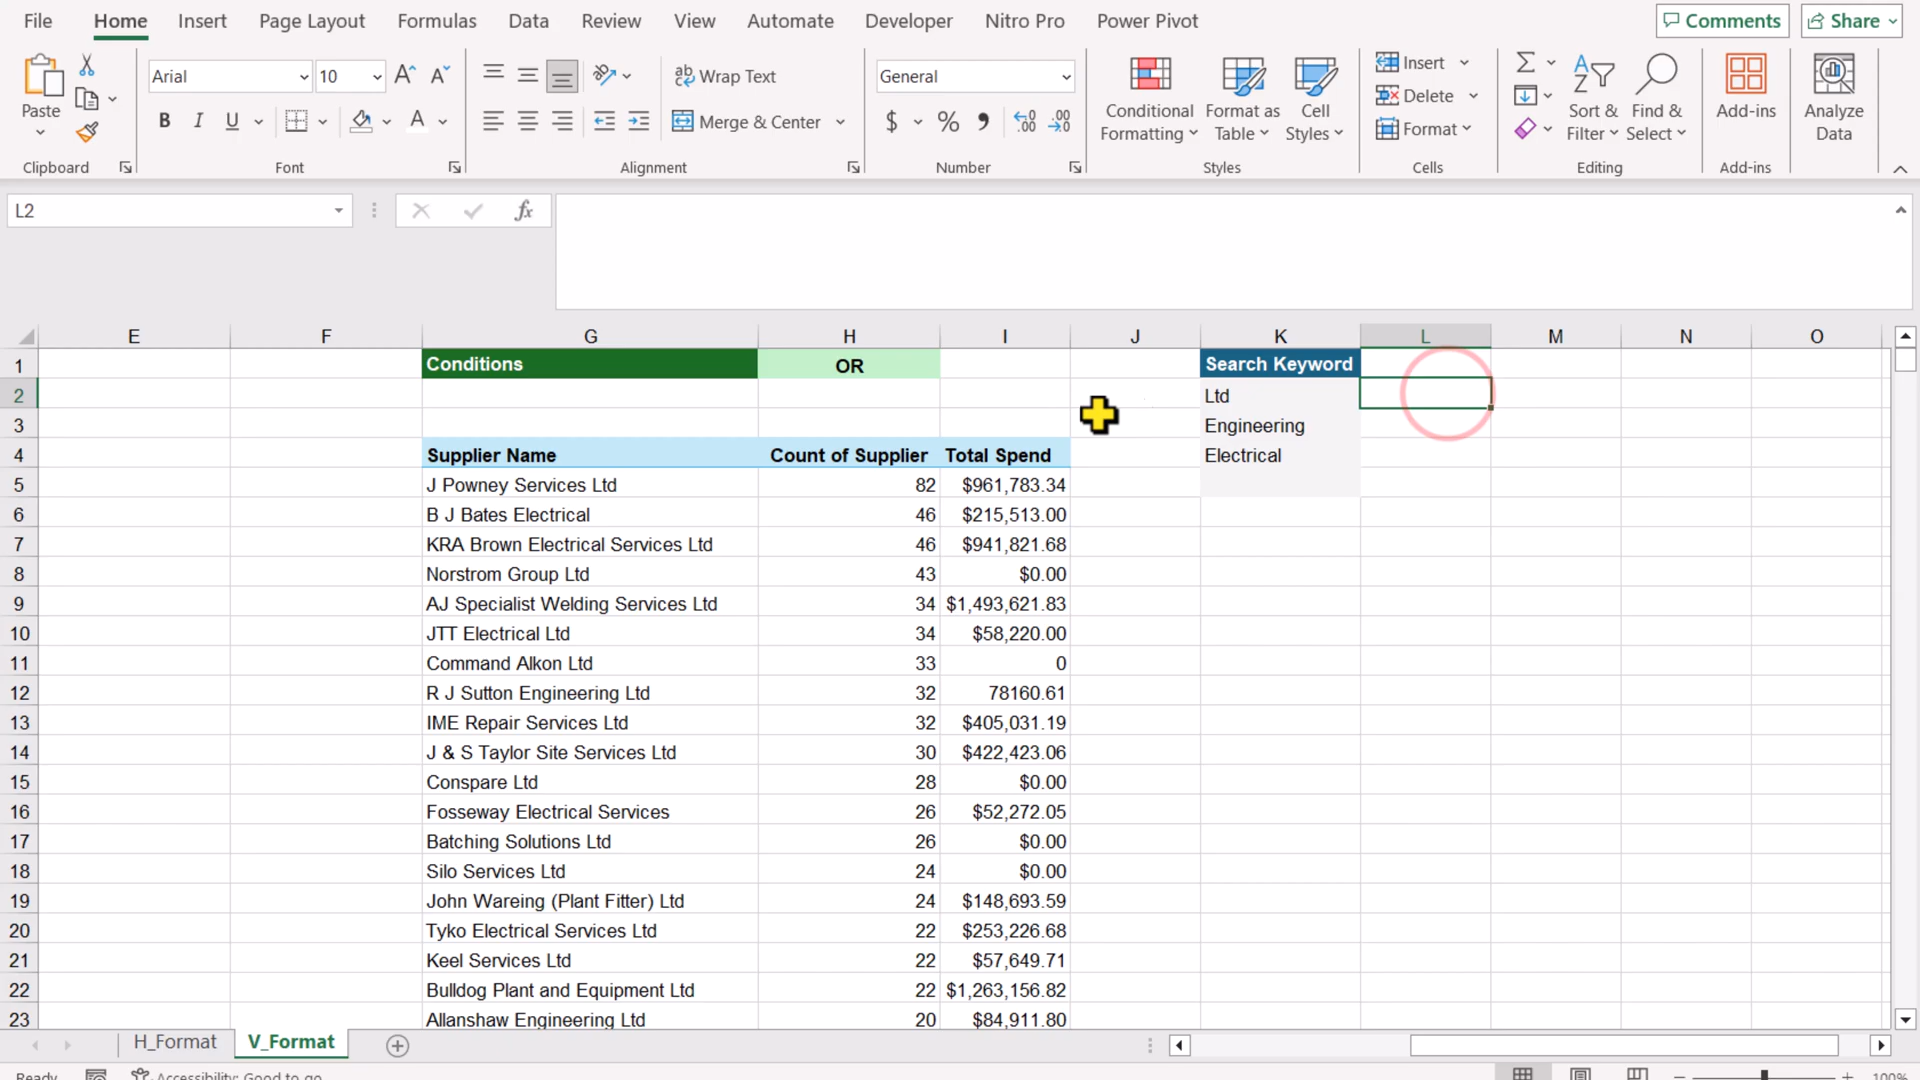 File Home Insert Page Layout Formulas Data Review View Automate Developer Nitro Pro Power Pivot Comments Share
Paste Clipboard
Arial 10 B I U A Font
Wrap Text Merge & Center Alignment
General $ % Number
Conditional Formatting Format as Table Cell Styles Styles
Insert Delete Format Cells
Sort & Filter Find & Select Editing
Add-ins Add-ins
Analyze Data
L2 fx
E F G H I J K L M N O
1 Conditions OR Search Keyword
2 Ltd
3 Engineering
4 Supplier Name Count of Supplier Total Spend Electrical
5 J Powney Services Ltd 82 $961,783.34
6 B J Bates Electrical 46 $215,513.00
7 KRA Brown Electrical Services Ltd 46 $941,821.68
8 Norstrom Group Ltd 43 $0.00
9 AJ Specialist Welding Services Ltd 34 $1,493,621.83
10 JTT Electrical Ltd 34 $58,220.00
11 Command Alkon Ltd 33 0
12 R J Sutton Engineering Ltd 32 78160.61
13 IME Repair Services Ltd 32 $405,031.19
14 J & S Taylor Site Services Ltd 30 $422,423.06
15 Conspare Ltd 28 $0.00
16 Fosseway Electrical Services 26 $52,272.05
17 Batching Solutions Ltd 26 $0.00
18 Silo Services Ltd 24 $0.00
19 John Wareing (Plant Fitter) Ltd 24 $148,693.59
20 Tyko Electrical Services Ltd 22 $253,226.68
21 Keel Services Ltd 22 $57,649.71
22 Bulldog Plant and Equipment Ltd 22 $1,263,156.82
23 Allanshaw Engineering Ltd 20 $84,911.80
H_Format V_Format
Ready Accessibility: Good to go 100%